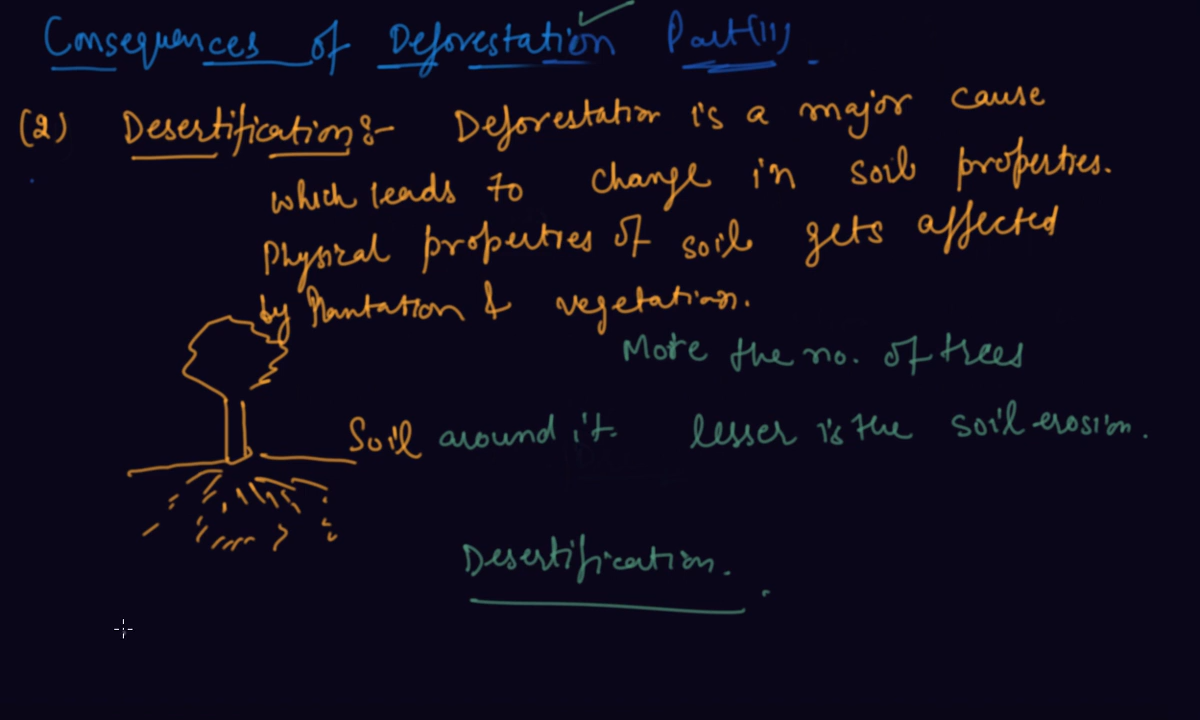 Consequences of Deforestation Part(II).
(2) Desertification:- Deforestation is a major cause
which leads to change in soil properties.
Physical properties of soil gets affected
by Plantation & vegetation.
More the no. of trees
Soil around it. lesser is the soil erosion.
Desertification.